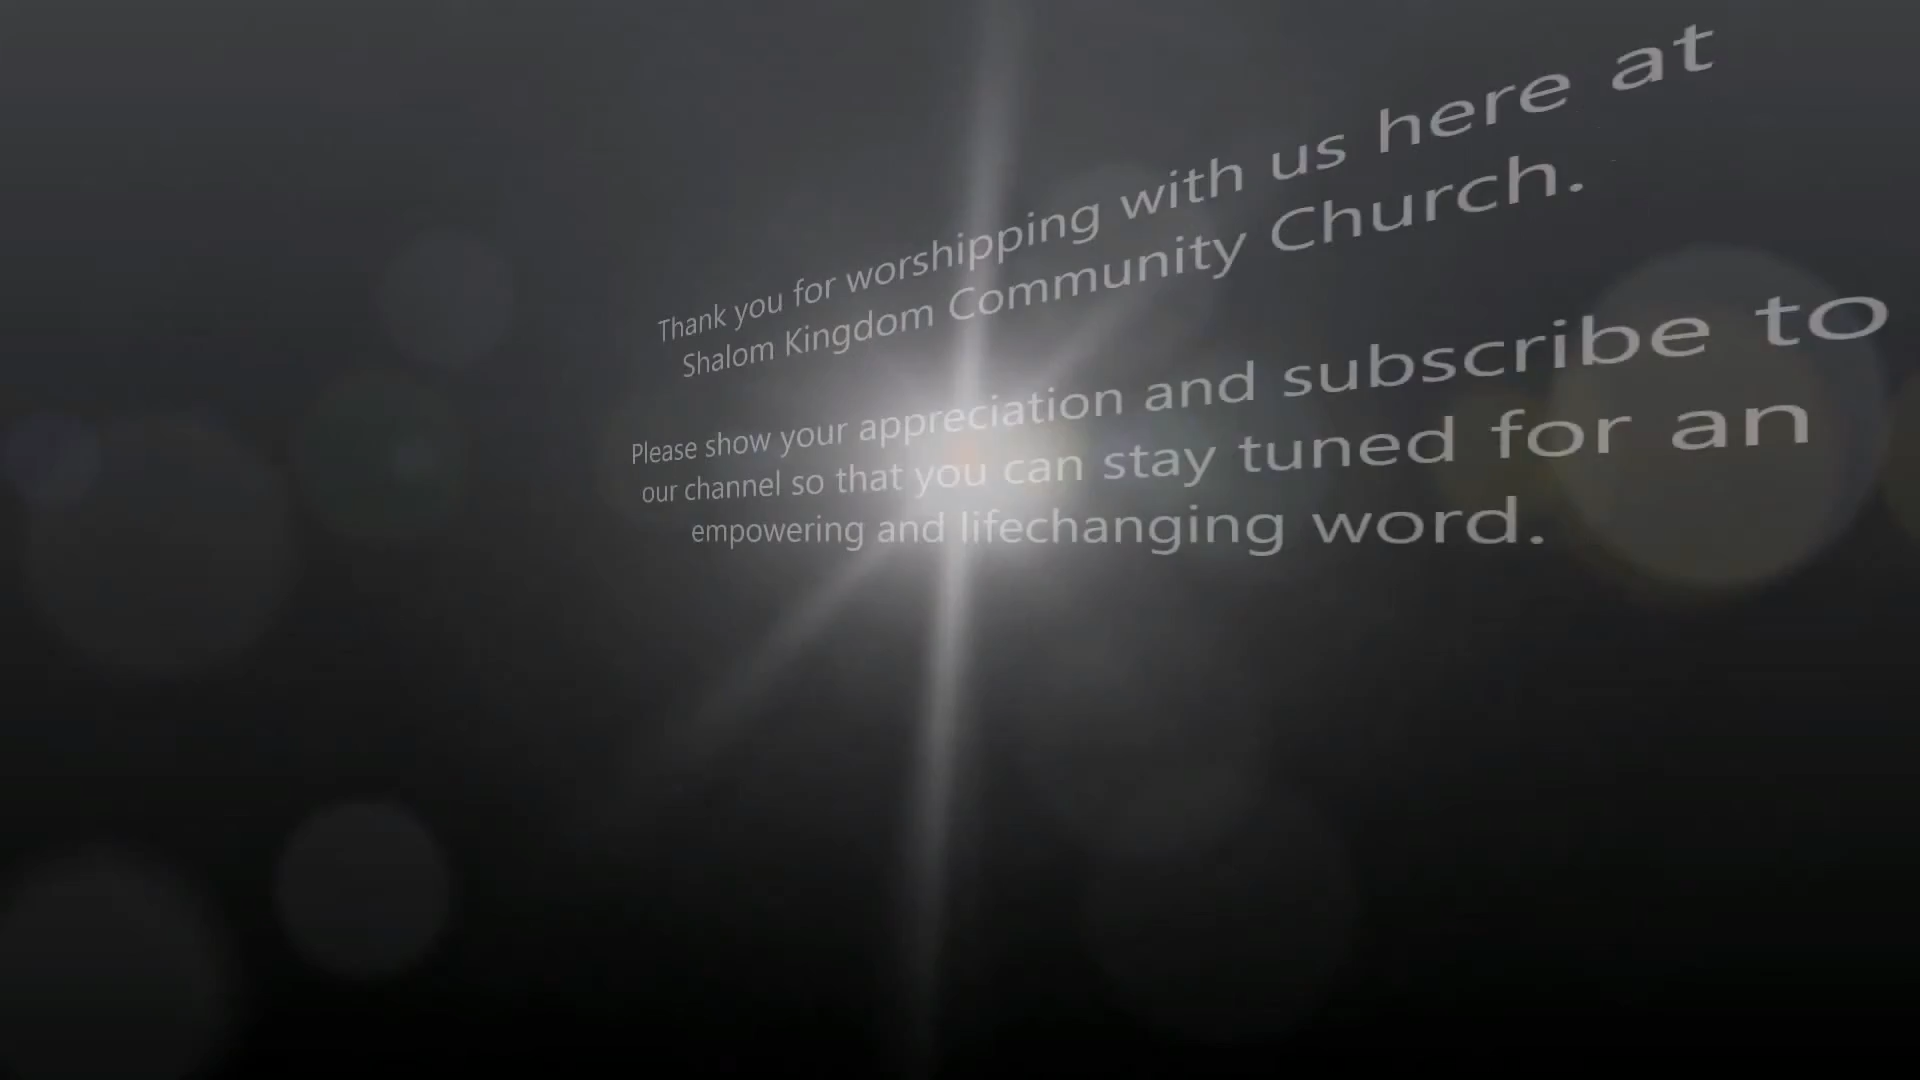 Thank you for worshipping with us here at
Shalom Kingdom Community Church.
Please show your appreciation and subscribe to
our channel so that you can stay tuned for an
empowering and lifechanging word.